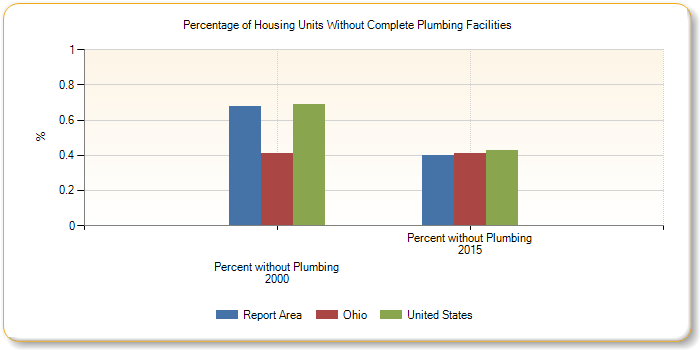 Percentage of Housing Units Without Complete Plumbing Facilities
1
0.8
0.6
%
0.4
0.2
0
Percent without Plumbing
2015
Percent without Plumbing
2000
Report Area Ohio United States